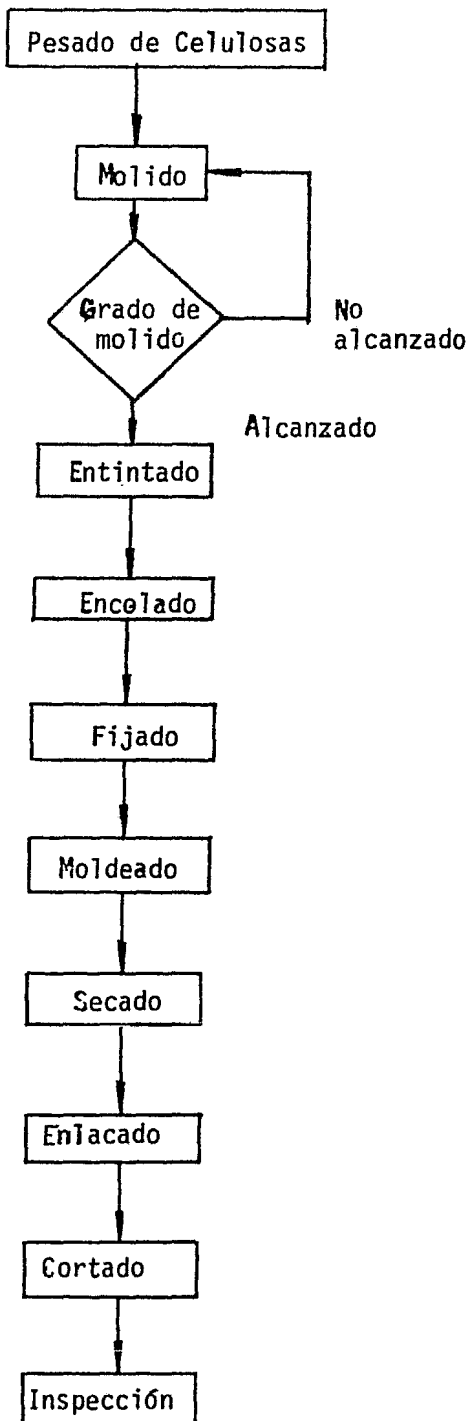 Pesado de Celulosas
Molido
Grado de
molido
No
alcanzado
Alcanzado
Entintado
Encolado
Fijado
Moldeado
Secado
Enlacado
Cortado
Inspección